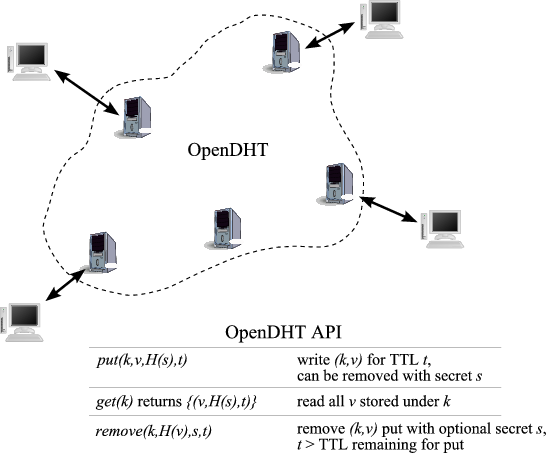 OpenDHT
OpenDHT API
put(k,v,H(s),t) write (k,v) for TTL t,
can be removed with secret s
get(k) returns {(v,H(s),t)} read all v stored under k
remove(k,H(v),s,t) remove (k,v) put with optional secret s,
t > TTL remaining for put